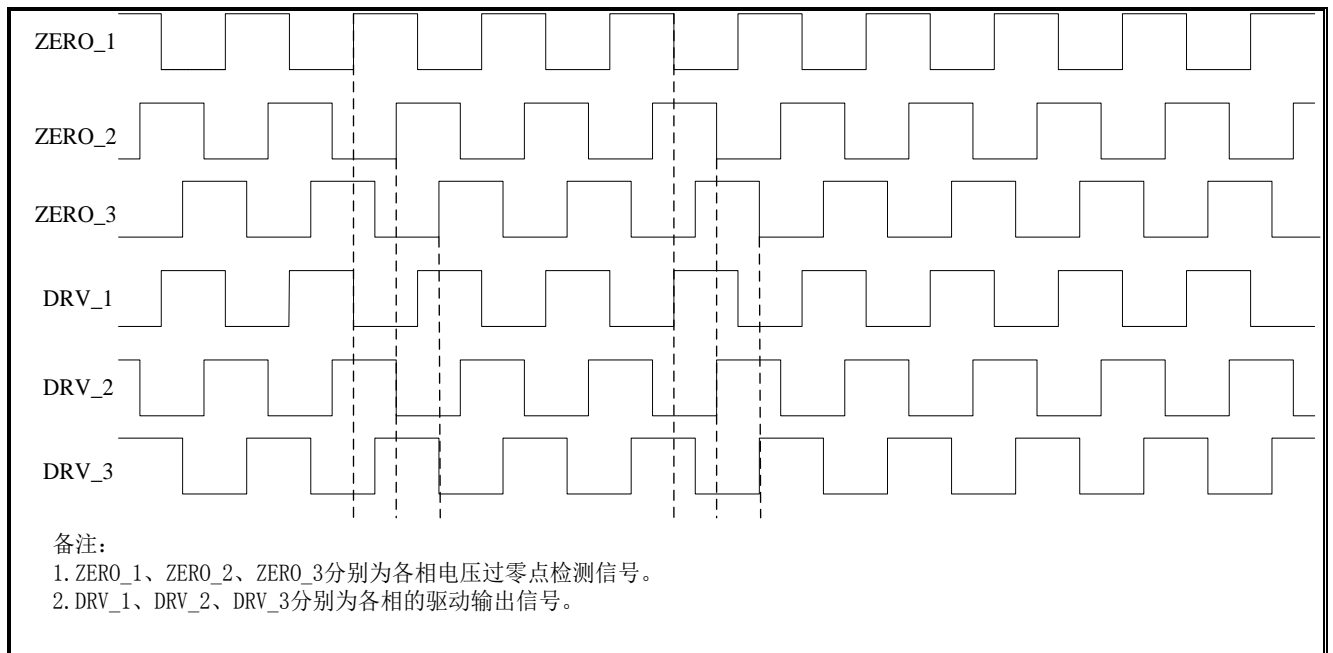 ZERO_1
ZERO_2
ZERO_3
DRV_1
DRV_2
DRV_3
备注：
1.ZERO_1、ZERO_2、ZERO_3分别为各相电压过零点检测信号。
2.DRV_1、DRV_2、DRV_3分别为各相的驱动输出信号。